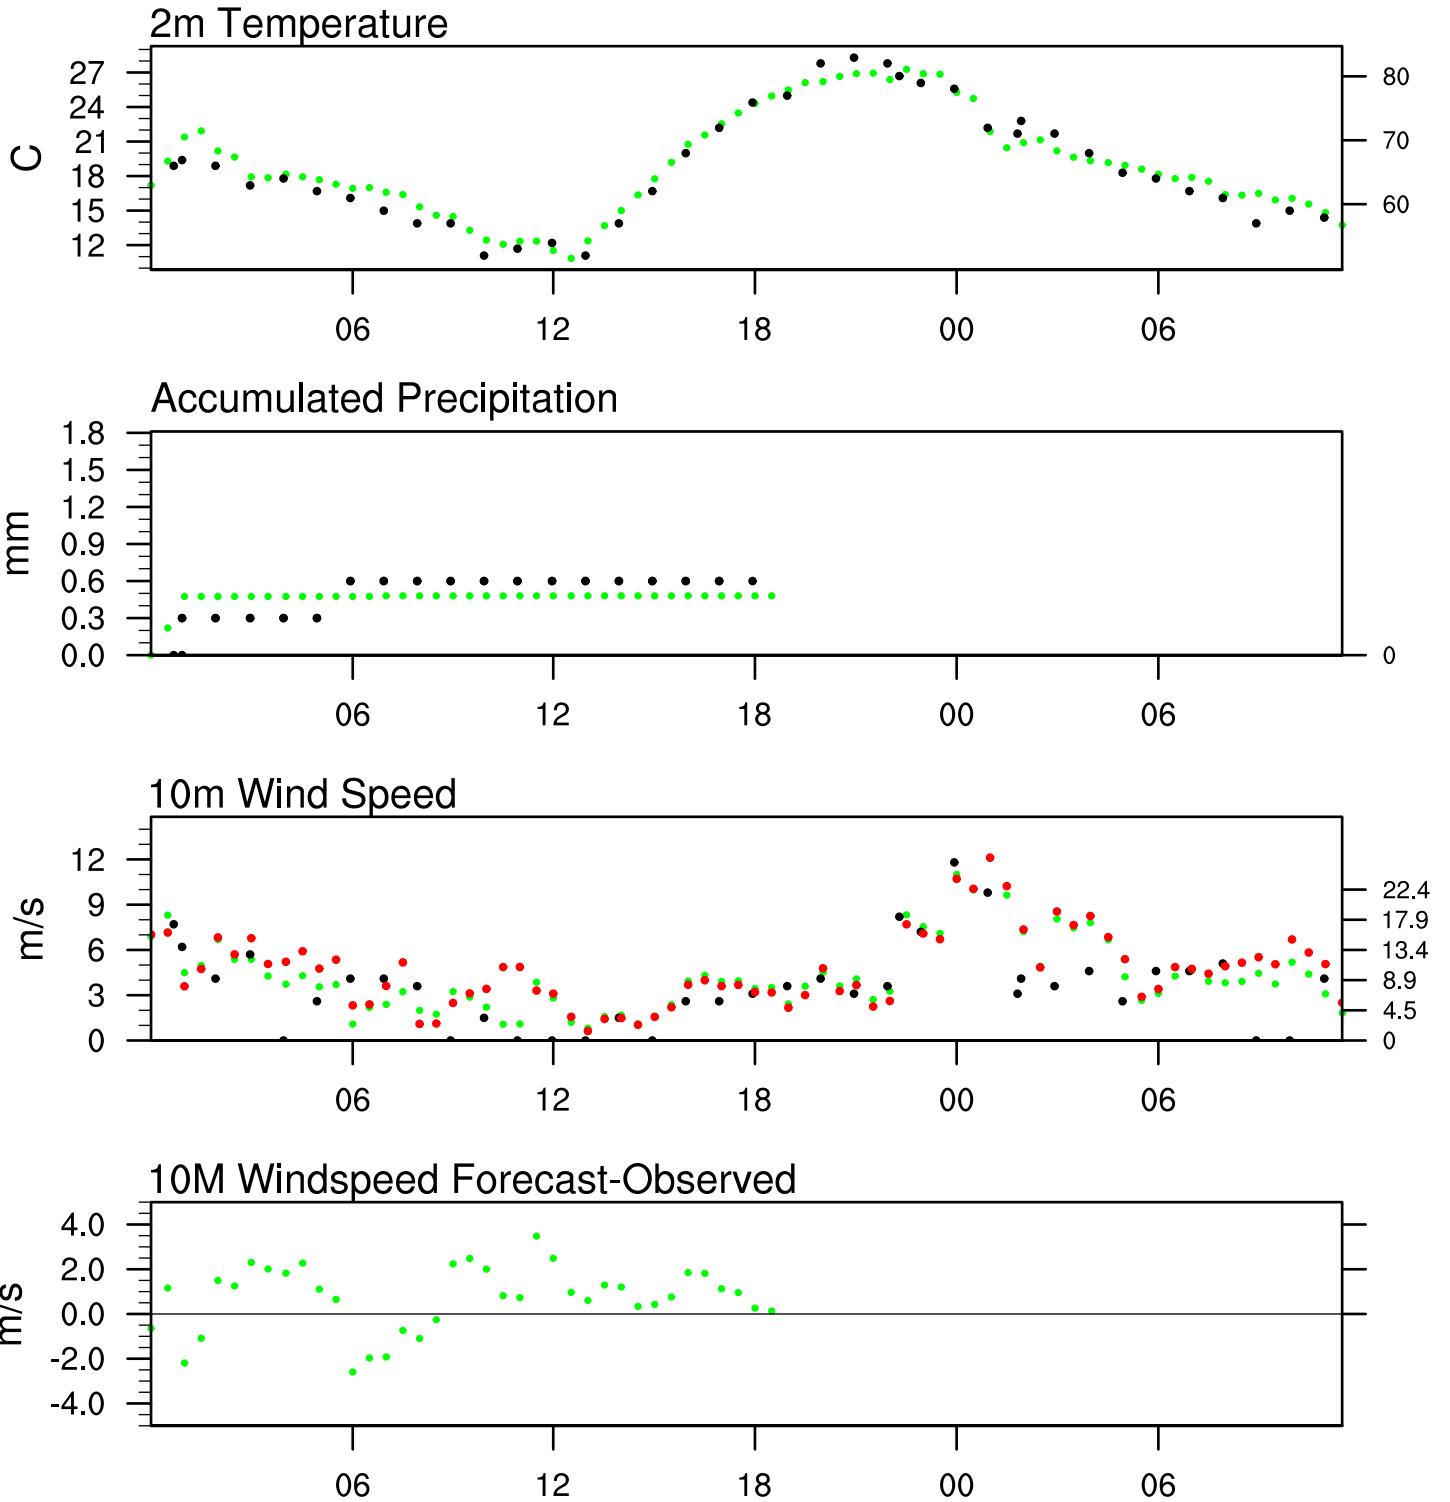 2m Temperature
27
24
21
18
15
12
C
80
70
60
06 12 18 00 06
Accumulated Precipitation
1.8
1.5
1.2
0.9
0.6
0.3
0.0
mm
0
06 12 18 00 06
10m Wind Speed
12
9
6
3
0
m/s
22.4
17.9
13.4
8.9
4.5
0
06 12 18 00 06
10M Windspeed Forecast-Observed
4.0
2.0
0.0
-2.0
-4.0
m/s
06 12 18 00 06